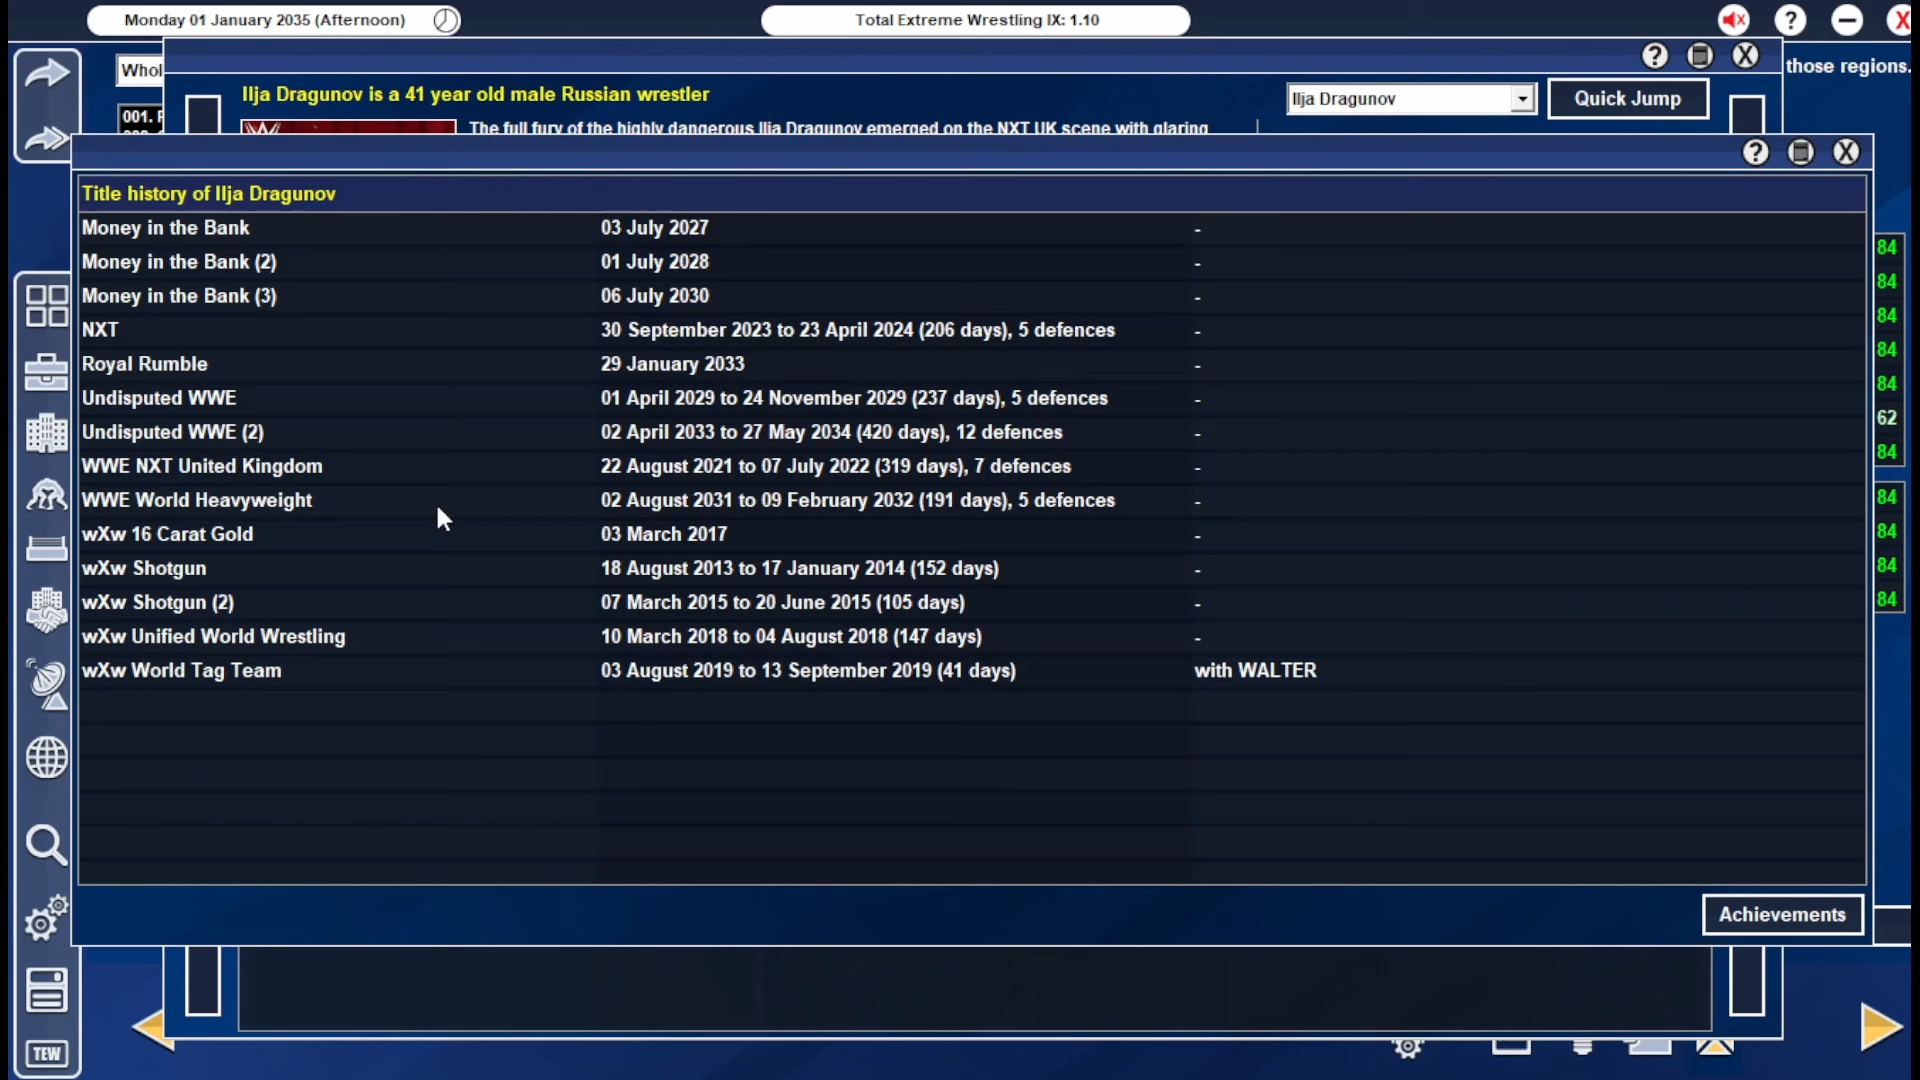 Monday 01 January 2035 (Afternoon)
Total Extreme Wrestling IX: 1.10
those regions.
Ilja Dragunov is a 41 year old male Russian wrestler
Ilja Dragunov
Quick Jump
001.
The full fury of the highly dangerous Ilja Dragunov emerged on the NXT UK scene with glaring
Title history of Ilja Dragunov
Money in the Bank 03 July 2027 -
Money in the Bank (2) 01 July 2028 -
Money in the Bank (3) 06 July 2030 -
NXT 30 September 2023 to 23 April 2024 (206 days), 5 defences -
Royal Rumble 29 January 2033 -
Undisputed WWE 01 April 2029 to 24 November 2029 (237 days), 5 defences -
Undisputed WWE (2) 02 April 2033 to 27 May 2034 (420 days), 12 defences -
WWE NXT United Kingdom 22 August 2021 to 07 July 2022 (319 days), 7 defences -
WWE World Heavyweight 02 August 2031 to 09 February 2032 (191 days), 5 defences -
wXw 16 Carat Gold 03 March 2017 -
wXw Shotgun 18 August 2013 to 17 January 2014 (152 days) -
wXw Shotgun (2) 07 March 2015 to 20 June 2015 (105 days) -
wXw Unified World Wrestling 10 March 2018 to 04 August 2018 (147 days) -
wXw World Tag Team 03 August 2019 to 13 September 2019 (41 days) with WALTER
84
84
84
84
84
62
84
84
84
84
84
Achievements
TEW